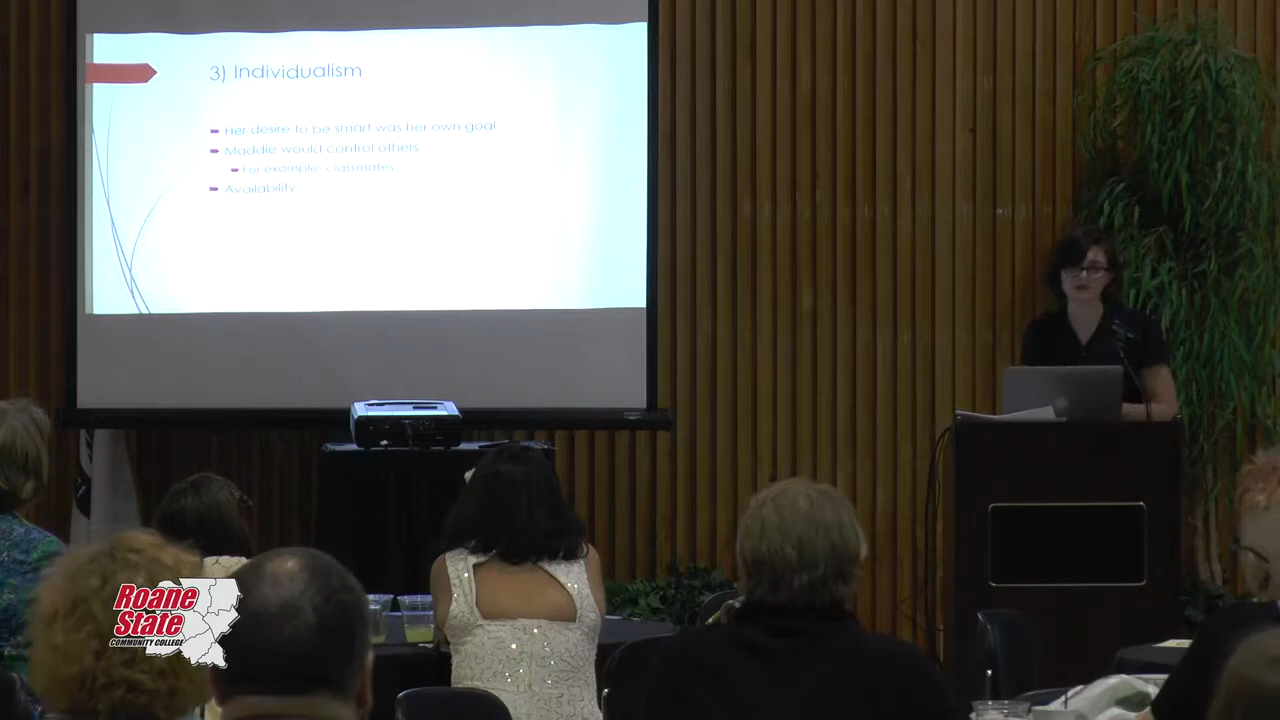 3) Individualism
Her desire to be smart was her own goal
Maddie would control others
For example, classmates
Availability
Roane
State
COMMUNITY COLLEGE